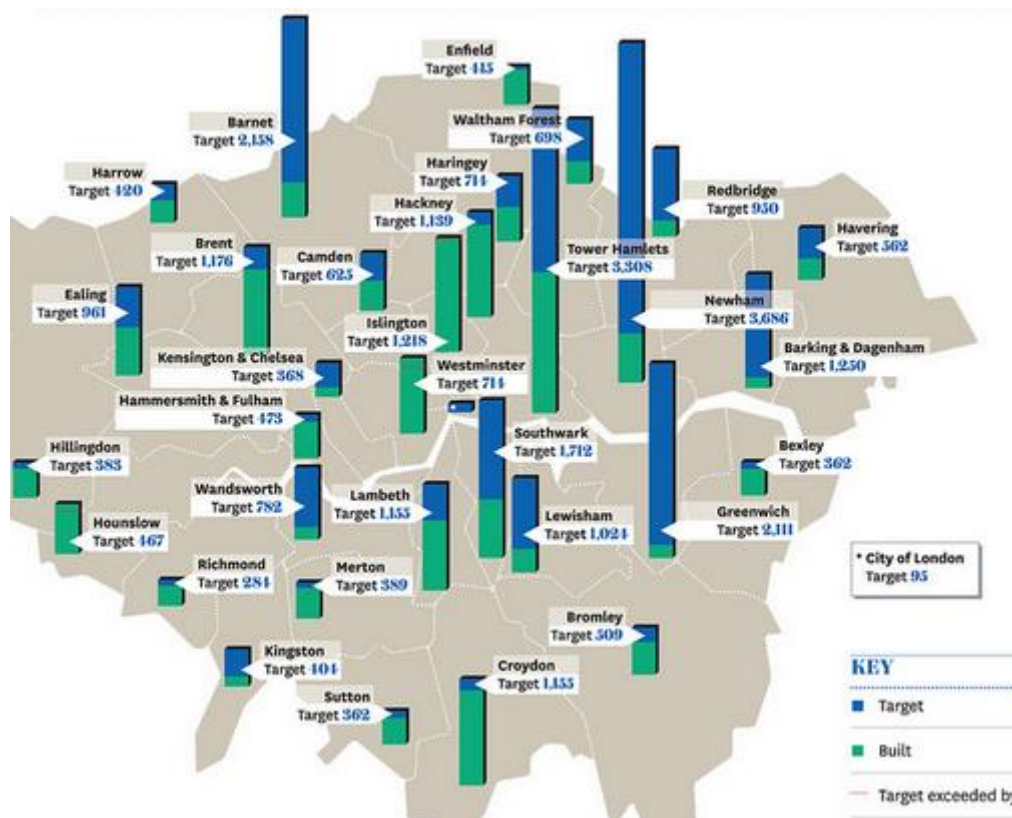 Enfield
Target 445
Barnet
Target 2,158
Waltham Forest
Target 698
Harrow
Target 420
Haringey
Target 714
Redbridge
Target 950
Hackney
Target 1,139
Havering
Target 562
Brent
Target 1,176
Camden
Target 625
Tower Hamlets
Target 3,308
Ealing
Target 961
Newham
Target 3,686
Islington
Target 1,218
Barking & Dagenham
Target 1,250
Kensington & Chelsea
Target 368
Westminster
Target 714
Hammersmith & Fulham
Target 473
Southwark
Target 1,712
Hillingdon
Target 383
Bexley
Target 362
Wandsworth
Target 782
Lambeth
Target 1,155
Lewisham
Target 1,024
Greenwich
Target 2,111
Hounslow
Target 467
* City of London
Target 95
Richmond
Target 284
Merton
Target 389
Bromley
Target 509
Kingston
Target 404
Croydon
Target 1,155
Sutton
Target 362
*
KEY
Target
Built
Target exceeded by